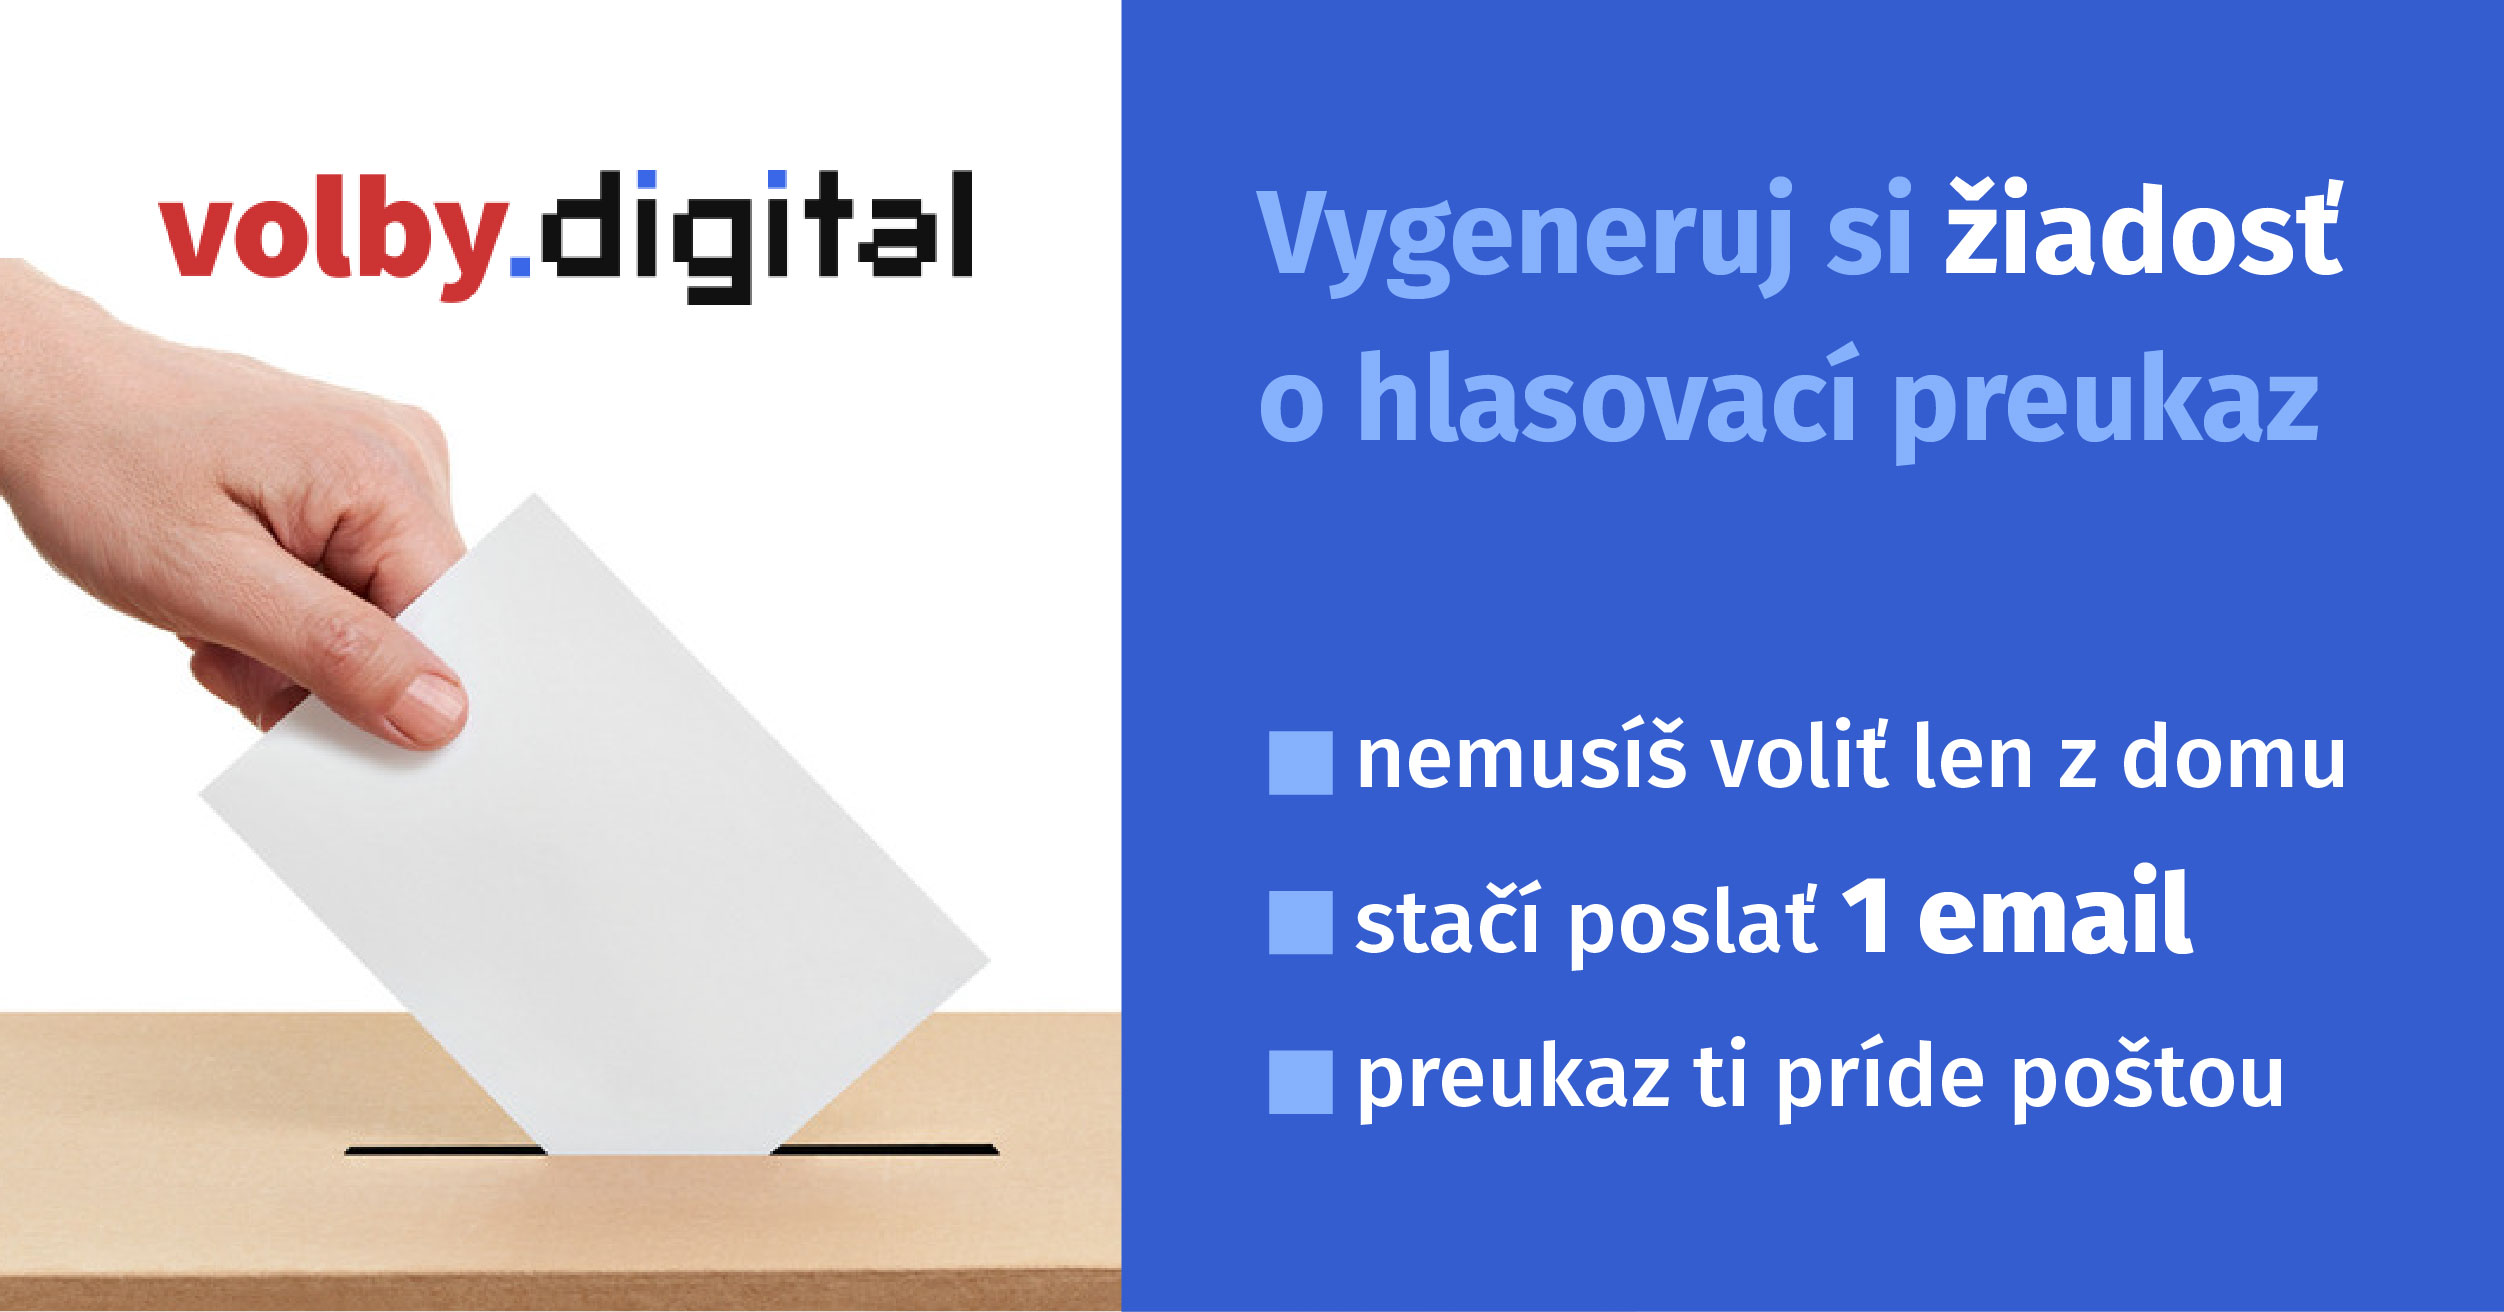 volby.digital
Vygeneruj si žiadosť
o hlasovací preukaz
nemusíš voliť len z domu
stačí poslať 1 email
preukaz ti príde poštou